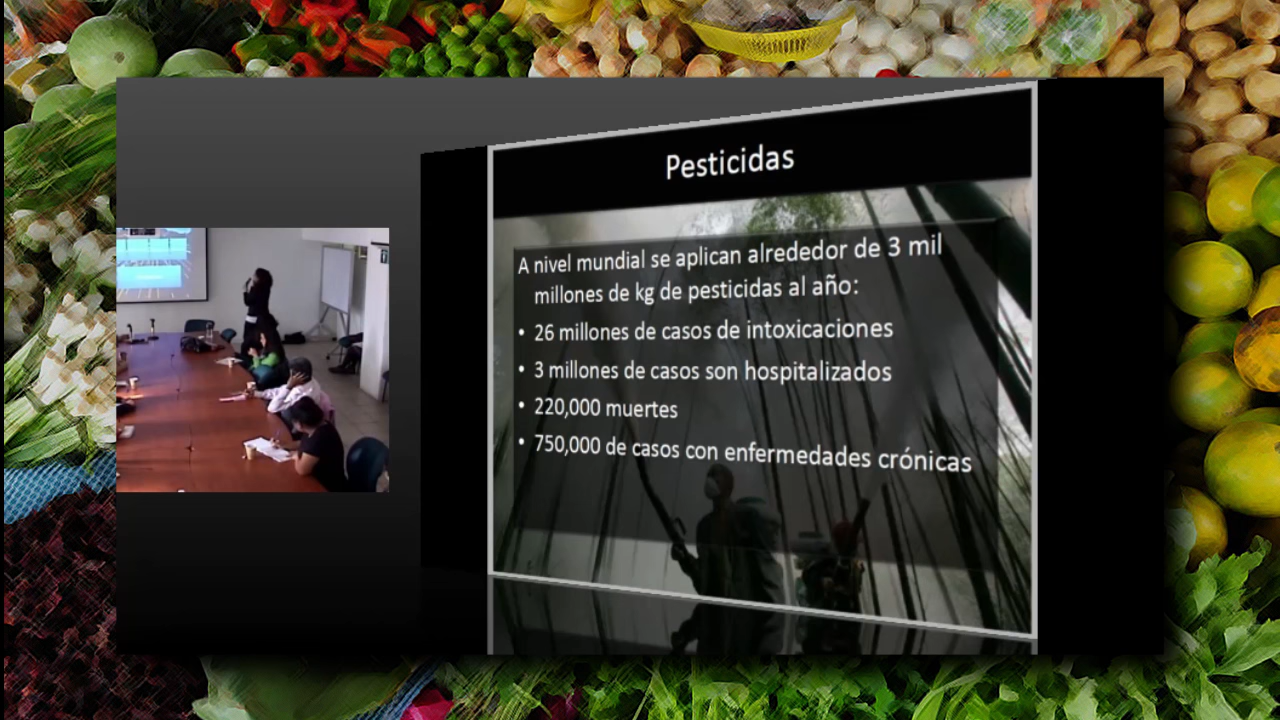 Pesticidas
A nivel mundial se aplican alrededor de 3 mil
millones de kg de pesticidas al año:
• 26 millones de casos de intoxicaciones
• 3 millones de casos son hospitalizados
• 220,000 muertes
• 750,000 de casos con enfermedades crónicas